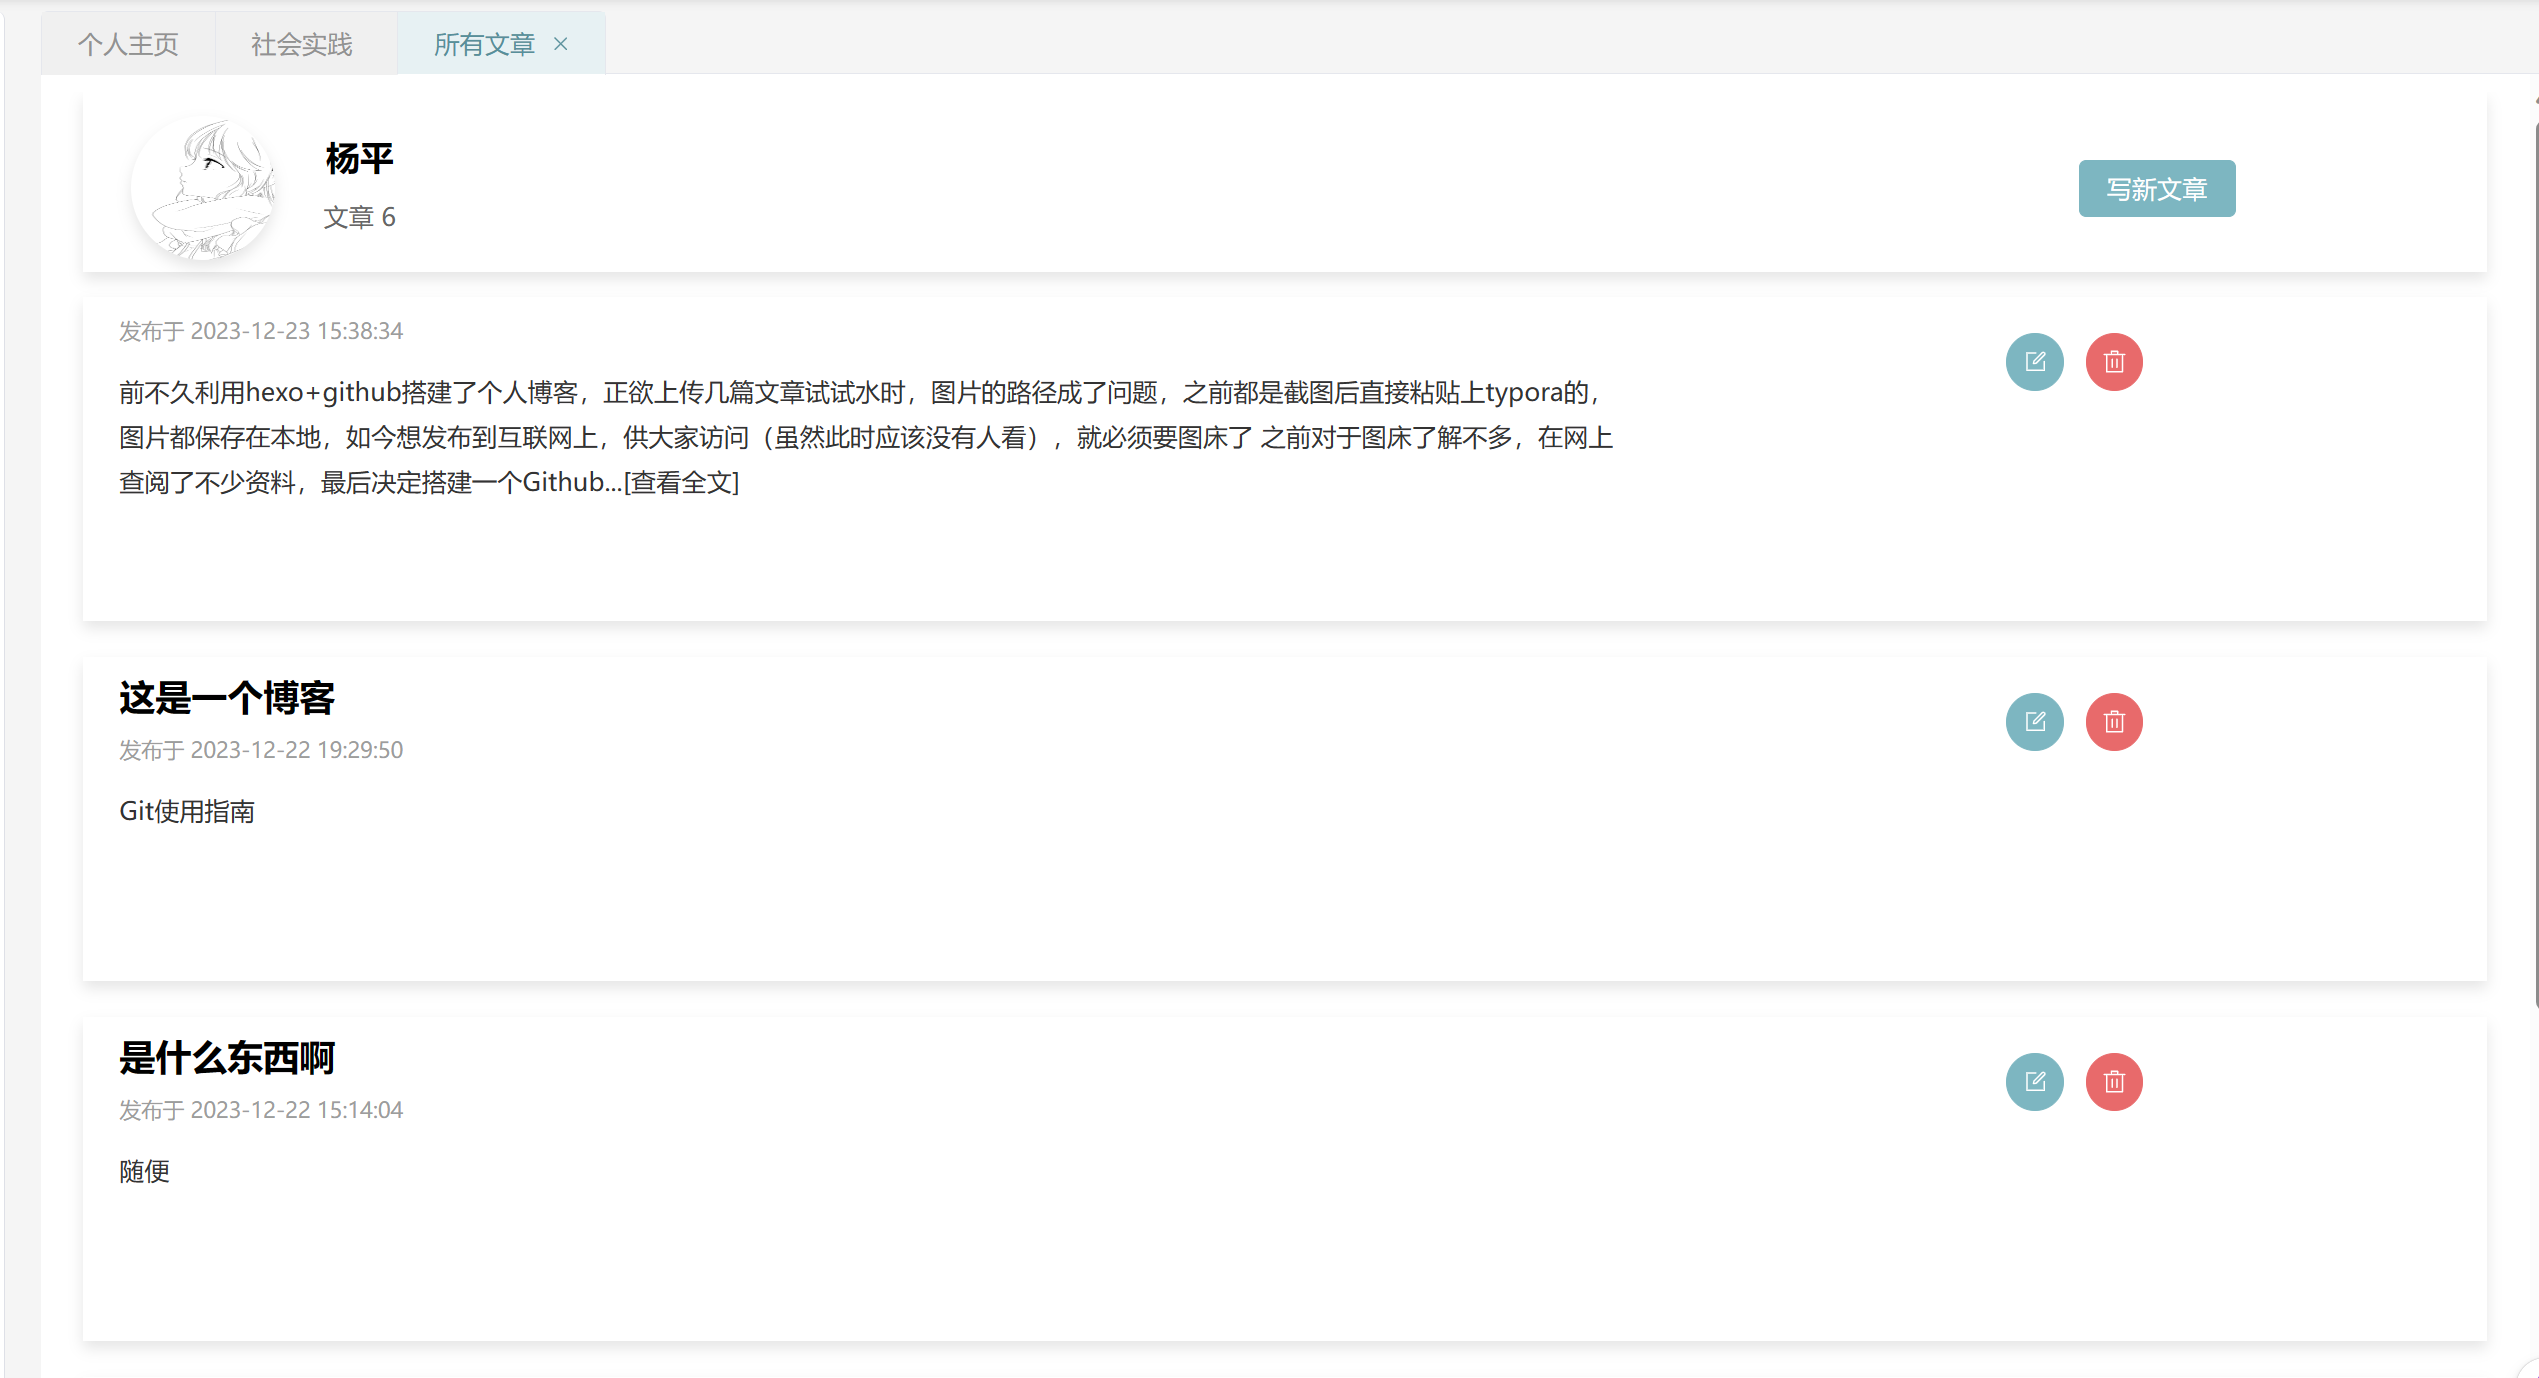 个人主页 社会实践 所有文章
杨平
文章 6
写新文章
发布于 2023-12-23 15:38:34
前不久利用hexo+github搭建了个人博客，正欲上传几篇文章试试水时，图片的路径成了问题，之前都是截图后直接粘贴上typora的，
图片都保存在本地，如今想发布到互联网上，供大家访问（虽然此时应该没有人看），就必须要图床了 之前对于图床了解不多，在网上
查阅了不少资料，最后决定搭建一个Github...[查看全文]
这是一个博客
发布于 2023-12-22 19:29:50
Git使用指南
是什么东西啊
发布于 2023-12-22 15:14:04
随便